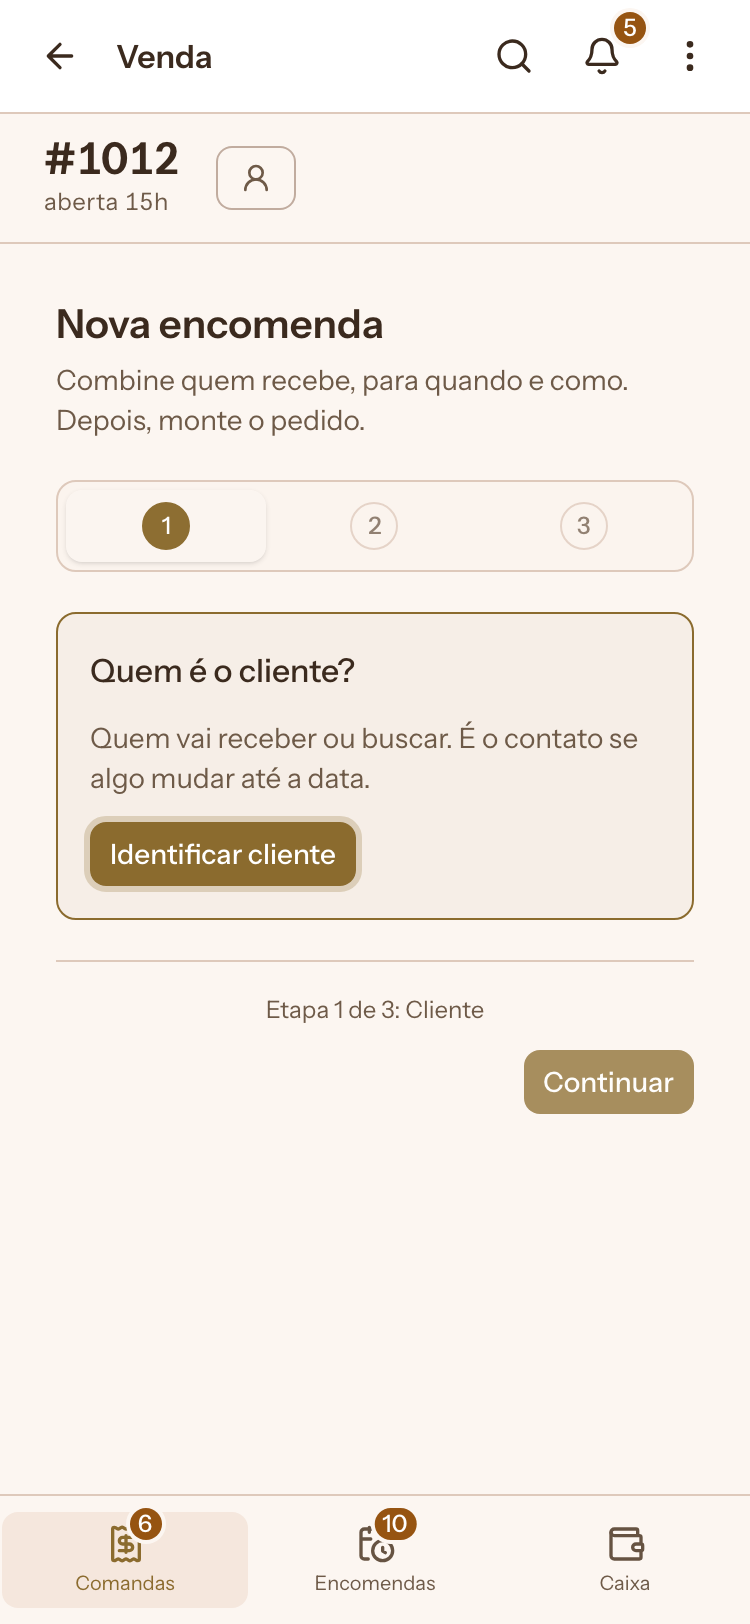 Venda
5
#1012
aberta 15h
Nova encomenda
Combine quem recebe, para quando e como.
Depois, monte o pedido.
1
2
3
Quem é o cliente?
Quem vai receber ou buscar. É o contato se
algo mudar até a data.
Identificar cliente
Etapa 1 de 3: Cliente
Continuar
6
10
Comandas
Encomendas
Caixa